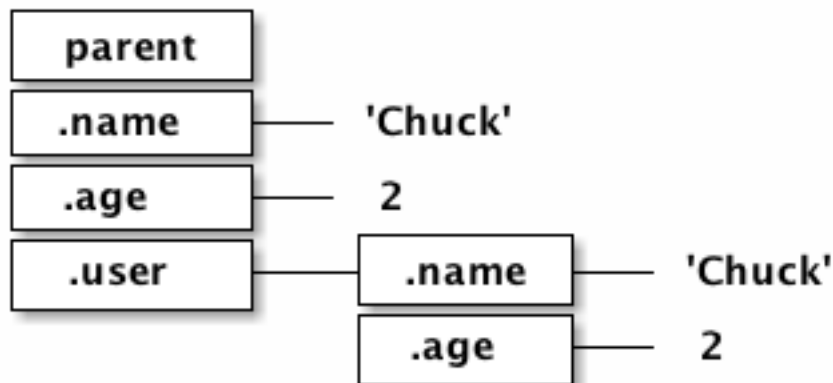 parent
.name 'Chuck'
.age 2
.user .name 'Chuck'
.age 2